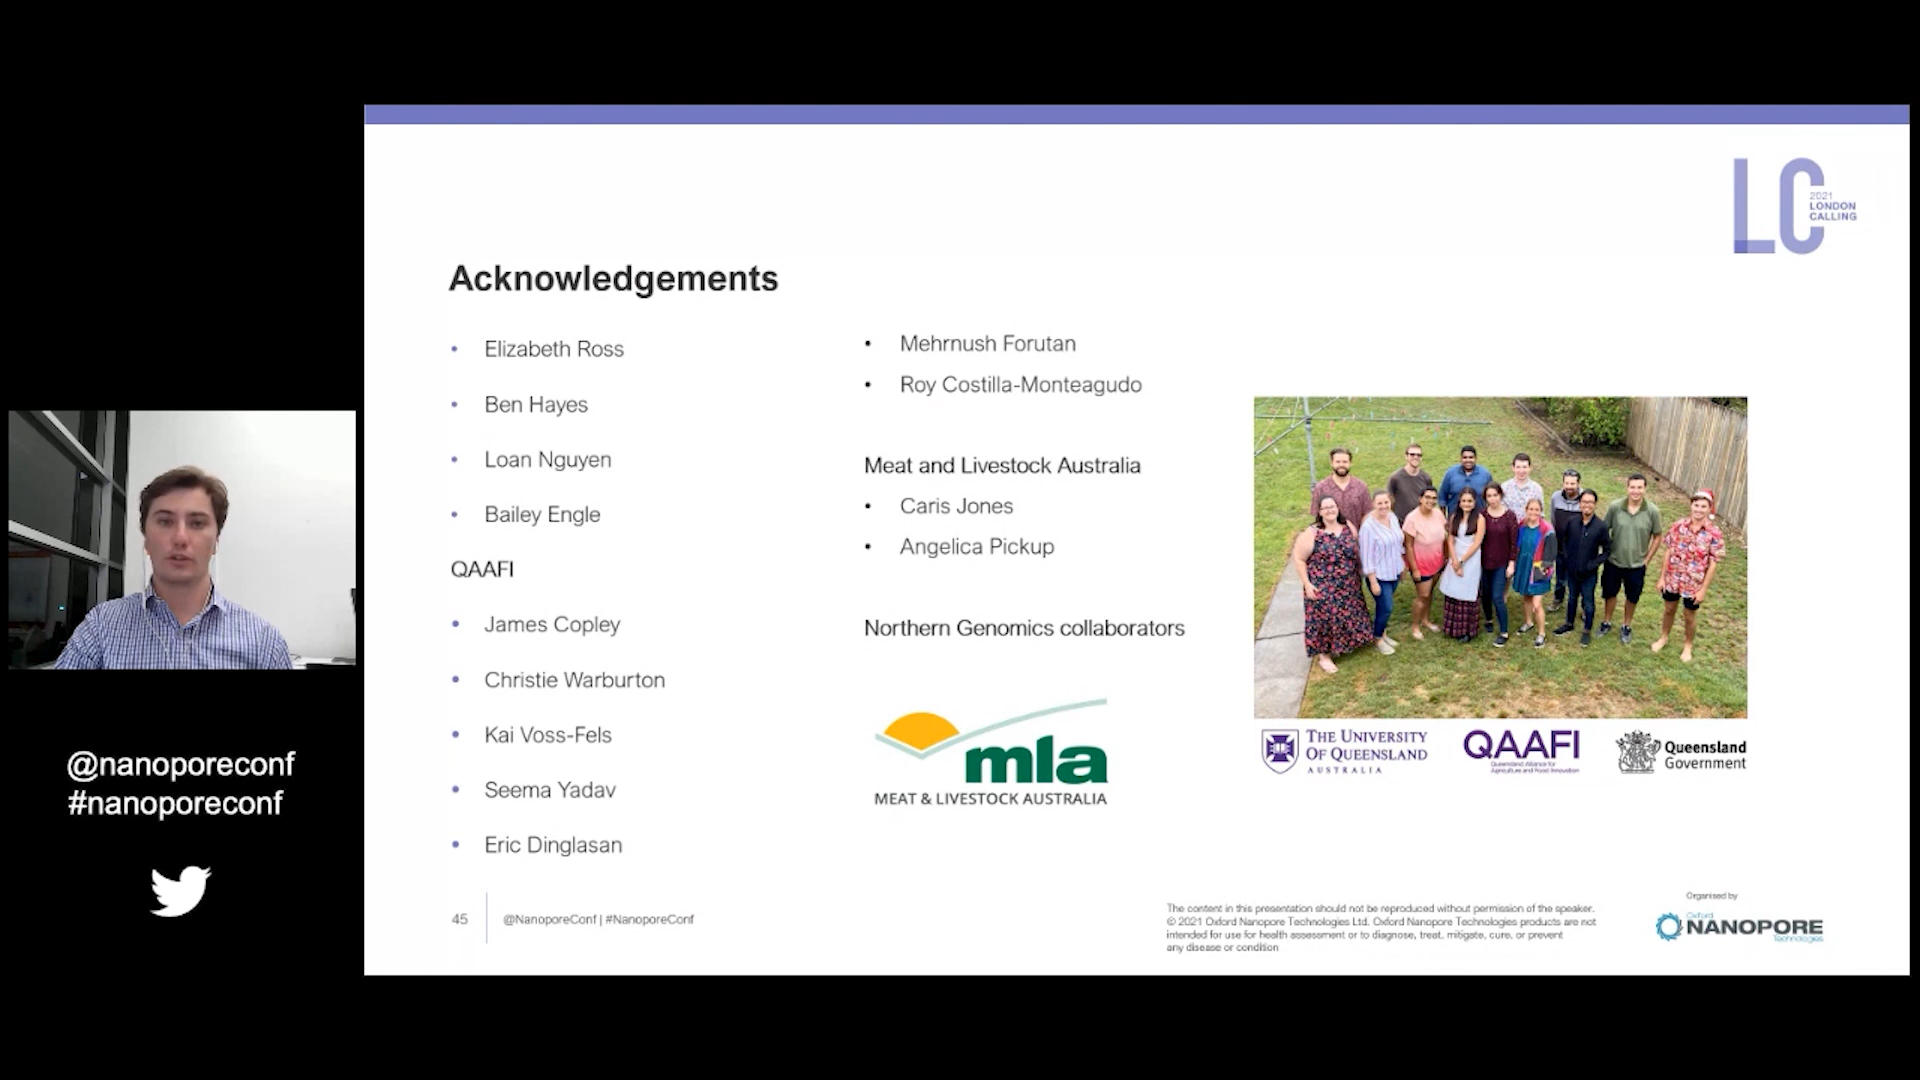 2021
LONDON
CALLING
LC
Acknowledgements
• Elizabeth Ross
• Ben Hayes
• Loan Nguyen
• Bailey Engle
QAAFI
• James Copley
• Christie Warburton
• Kai Voss-Fels
• Seema Yadav
• Eric Dinglasan
• Mehrnush Forutan
• Roy Costilla-Monteagudo
Meat and Livestock Australia
• Caris Jones
• Angelica Pickup
Northern Genomics collaborators
mla
MEAT & LIVESTOCK AUSTRALIA
THE UNIVERSITY
OF QUEENSLAND
AUSTRALIA
QAAFI
Queensland Alliance for
Agriculture and Food Innovation
Queensland
Government
@nanoporeconf
#nanoporeconf
45
@NanoporeConf | #NanoporeConf
The content in this presentation should not be reproduced without permission of the speaker.
© 2021 Oxford Nanopore Technologies Ltd. Oxford Nanopore Technologies products are not
intended for use for health assessment or to diagnose, treat, mitigate, cure, or prevent
any disease or condition
Organised by
Oxford
NANOPORE
Technologies